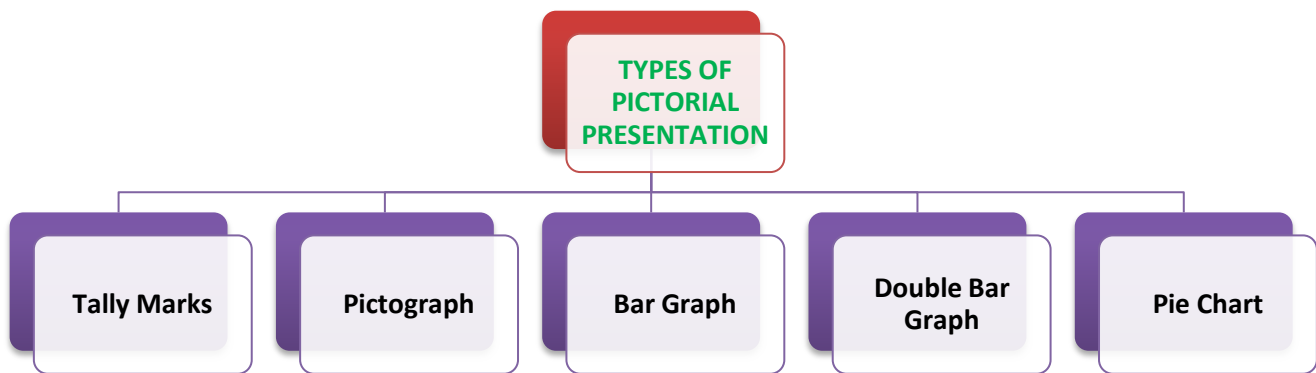 TYPES OF
PICTORIAL
PRESENTATION
Tally Marks
Pictograph
Bar Graph
Double Bar
Graph
Pie Chart